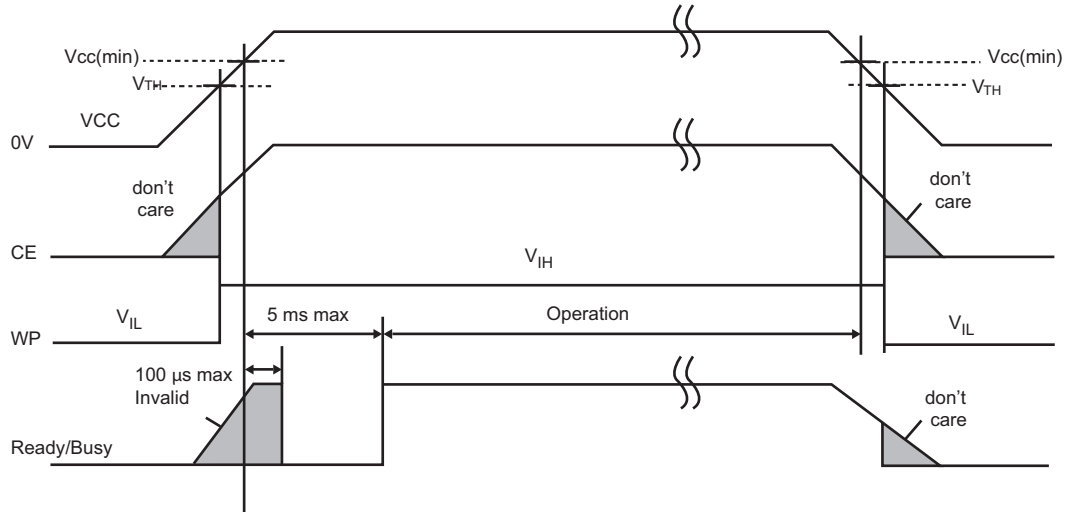 Vcc(min)
Vcc(min)
VTH
VTH
VCC
0V
don't
care
don't
care
CE
VIH
VIL
5 ms max
Operation
VIL
WP
100 µs max
Invalid
don't
care
Ready/Busy